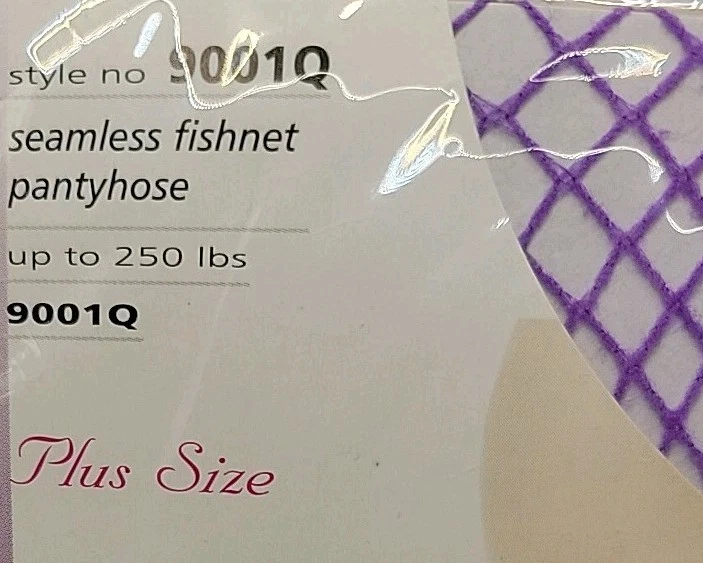 style no 9001Q
seamless fishnet
pantyhose
up to 250 lbs
9001Q
Plus Size